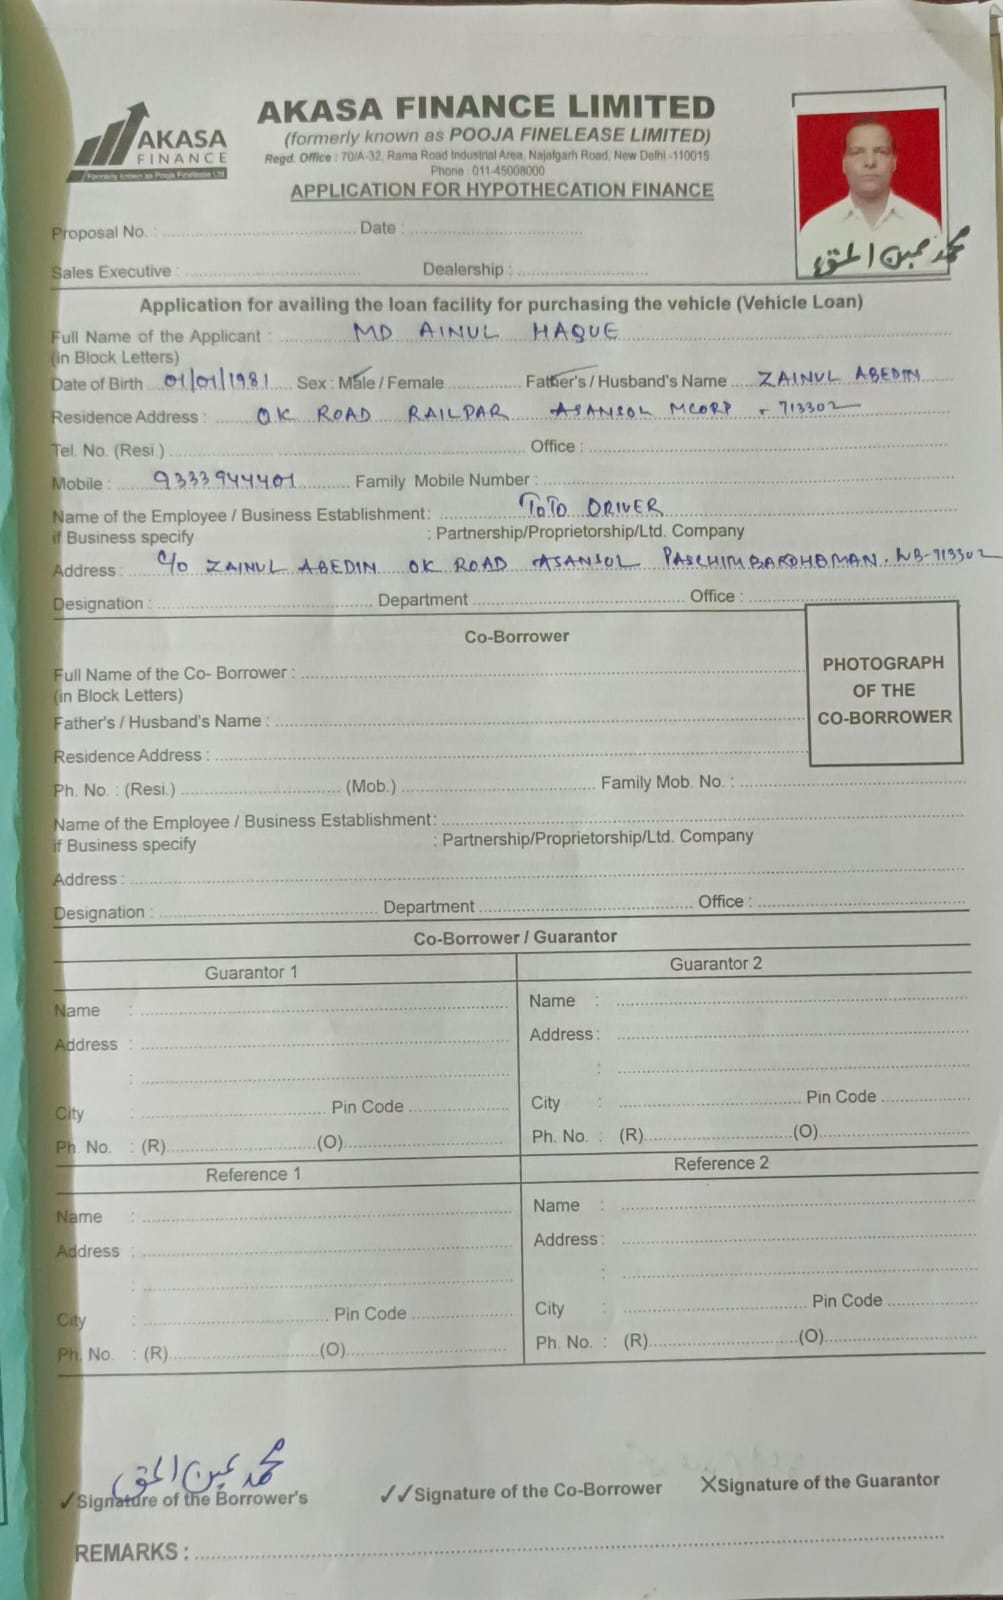 AKASA FINANCE LIMITED
(formerly known as POOJA FINELEASE LIMITED)
Regd. Office : 70/A-32, Rama Road Industrial Area, Najafgarh Road, New Delhi -110015
Phone : 011-45008000
APPLICATION FOR HYPOTHECATION FINANCE
AKASA
FINANCE
Formerly known as Pooja Finelease Ltd
محمد عین الحق
Proposal No. : Date :
Sales Executive : Dealership :
Application for availing the loan facility for purchasing the vehicle (Vehicle Loan)
Full Name of the Applicant : MD AINUL HAQUE
(in Block Letters)
Date of Birth 01/01/1981 Sex : Male / Female Father's / Husband's Name ZAINUL ABEDIN
Residence Address : OK ROAD RAILPAR ASANSOL MCORP - 713302
Tel. No. (Resi.) Office :
Mobile : 9333944401 Family Mobile Number :
Name of the Employee / Business Establishment : TOTO DRIVER
if Business specify : Partnership/Proprietorship/Ltd. Company
Address : C/O ZAINUL ABEDIN OK ROAD ASANSOL PASCHIM BARDHBMAN. WB-713302
Designation : Department Office :
Co-Borrower
PHOTOGRAPH
OF THE
CO-BORROWER
Full Name of the Co- Borrower :
(in Block Letters)
Father's / Husband's Name :
Residence Address :
Ph. No. : (Resi.) (Mob.) Family Mob. No. :
Name of the Employee / Business Establishment :
if Business specify : Partnership/Proprietorship/Ltd. Company
Address :
Designation : Department Office :
Co-Borrower / Guarantor
Guarantor 1 Guarantor 2
Name : Name :
Address : Address :
: :
City : Pin Code City : Pin Code
Ph. No. : (R) (O) Ph. No. : (R) (O)
Reference 1 Reference 2
Name : Name :
Address : Address :
: :
City : Pin Code City : Pin Code
Ph. No. : (R) (O) Ph. No. : (R) (O)
محمد عین الحق
✓Signature of the Borrower's ✓✓Signature of the Co-Borrower XSignature of the Guarantor
REMARKS :